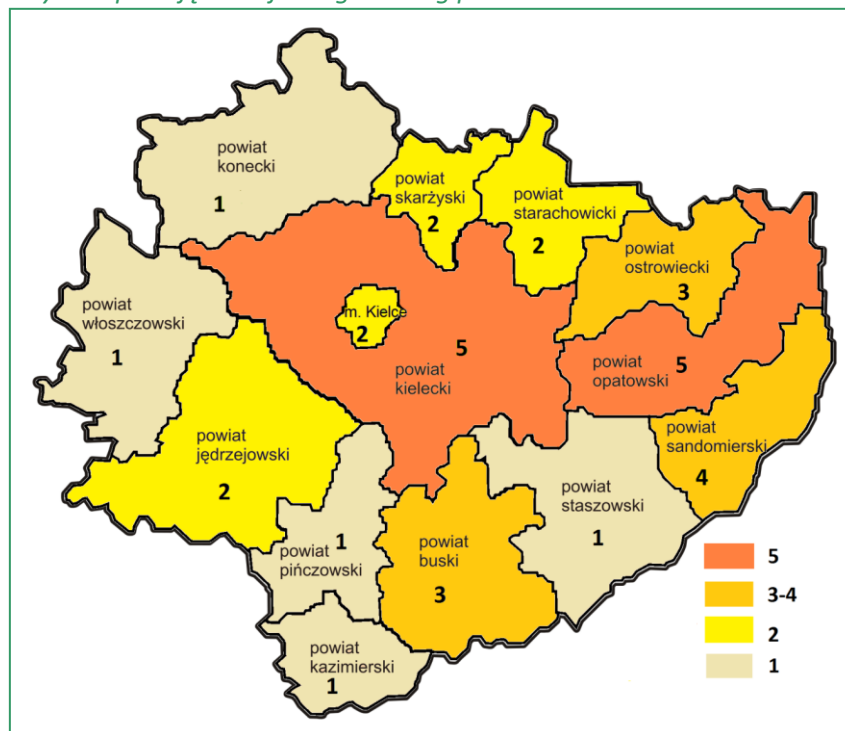 powiat
konecki
1
powiat
skarżyski
2
powiat
starachowicki
2
powiat
ostrowiecki
3
powiat
włoszczowski
1
m. Kielce
2
5
powiat
kielecki
powiat
opatowski
5
powiat
sandomierski
4
powiat
jędrzejowski
2
powiat
staszowski
1
1
powiat
pińczowski
powiat
buski
3
powiat
kazimierski
1
5
3-4
2
1